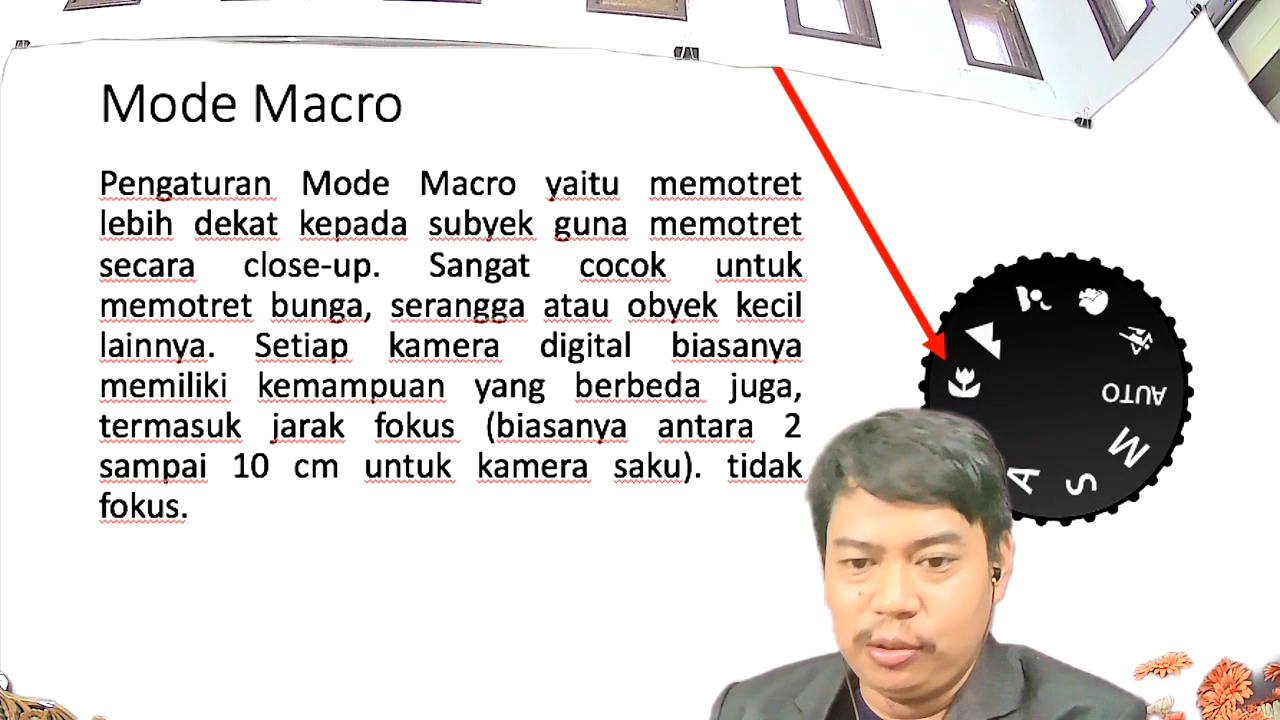 Mode Macro
Pengaturan Mode Macro yaitu memotret
lebih dekat kepada subyek guna memotret
secara close-up. Sangat cocok untuk
memotret bunga, serangga atau obyek kecil
lainnya. Setiap kamera digital biasanya
memiliki kemampuan yang berbeda juga,
termasuk jarak fokus (biasanya antara 2
sampai 10 cm untuk kamera saku). tidak
fokus.
AUTO
M
S
A